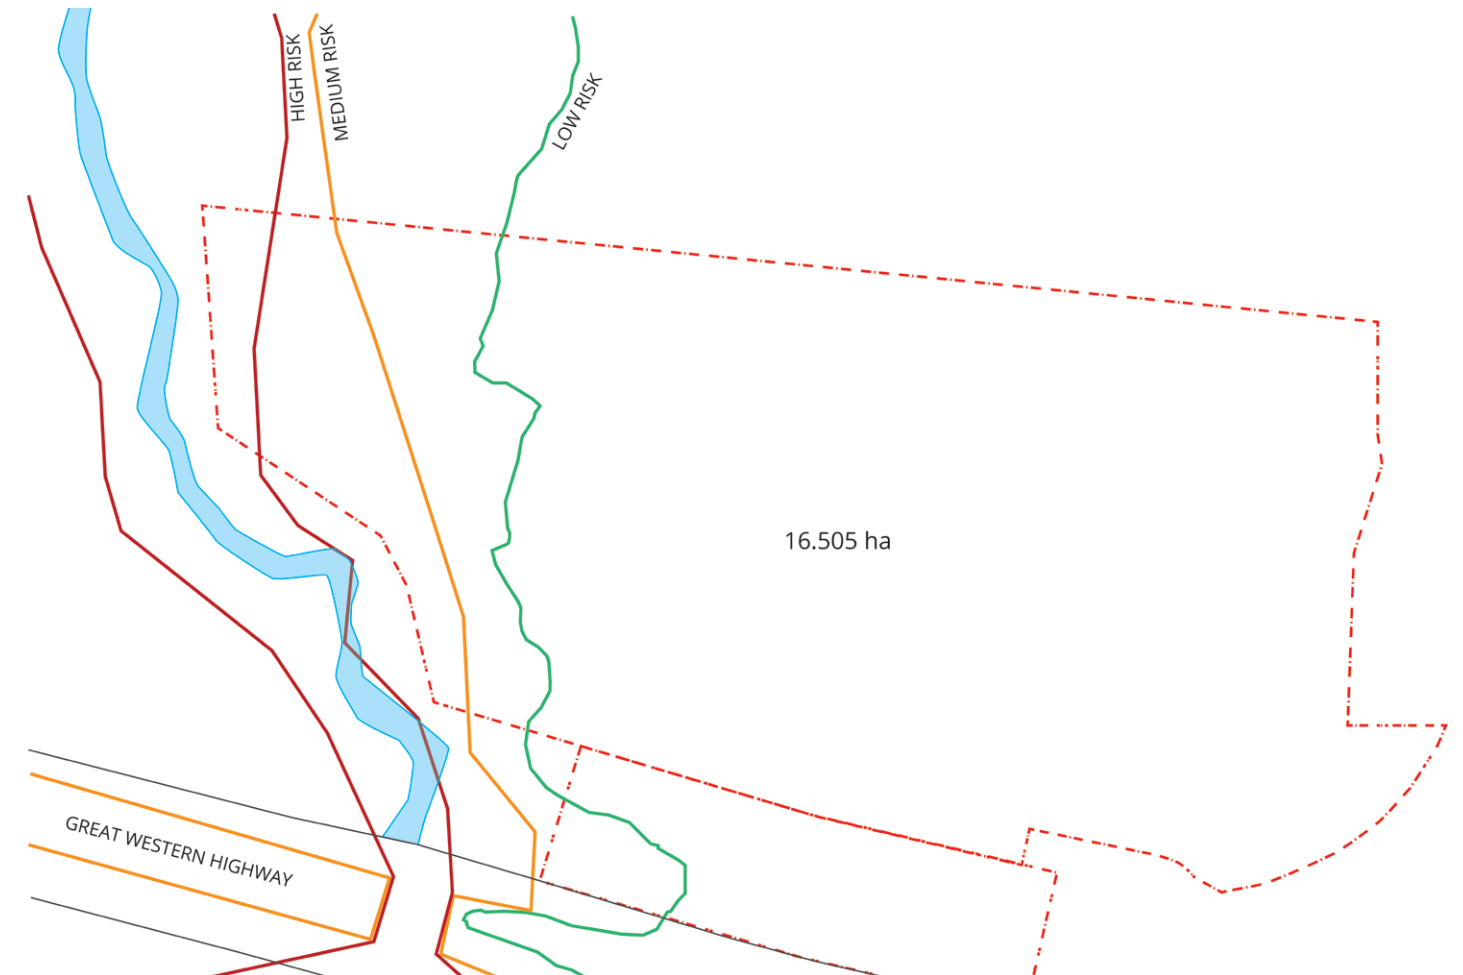 HIGH RISK
MEDIUM RISK
LOW RISK
16.505 ha
GREAT WESTERN HIGHWAY